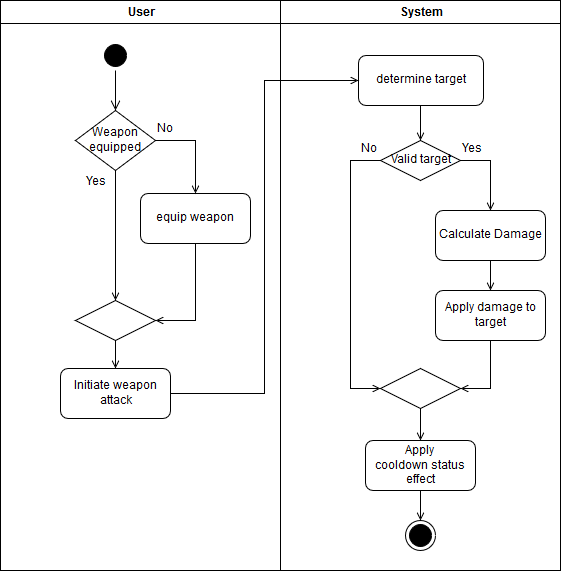 User
System
Weapon
equipped
No
Yes
equip weapon
Initiate weapon
attack
determine target
No
Valid target
Yes
Calculate Damage
Apply damage to
target
Apply
cooldown status
effect